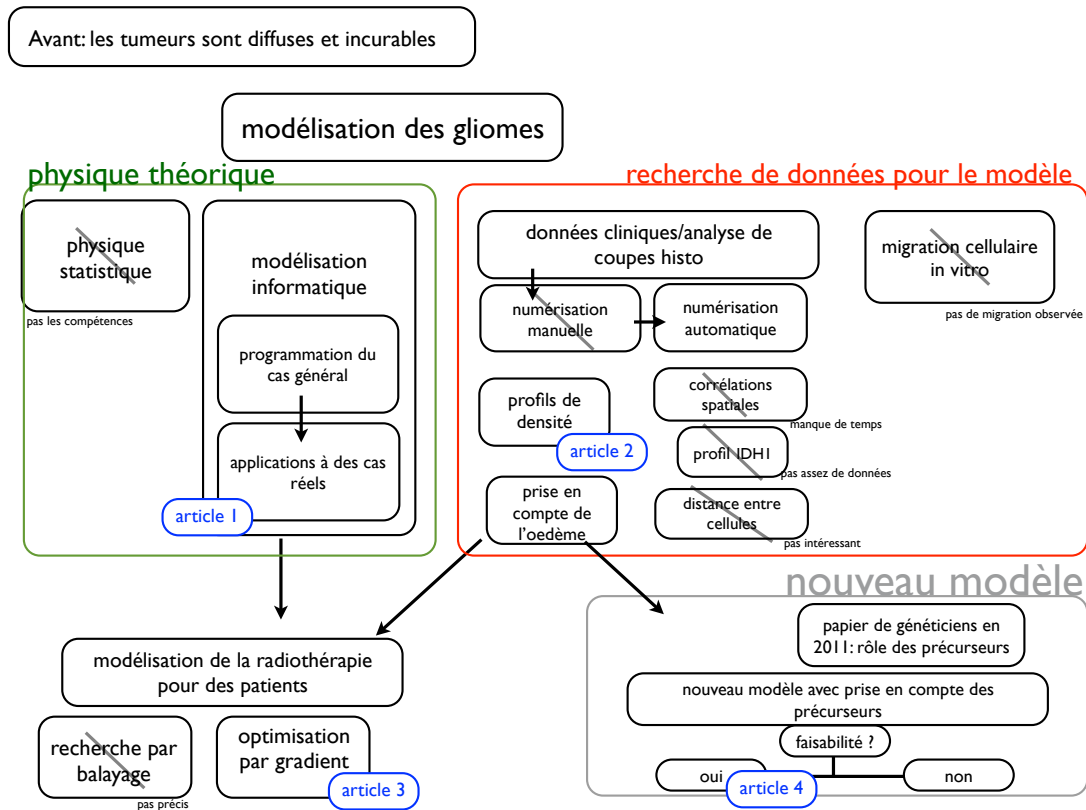 Avant: les tumeurs sont diffuses et incurables
modélisation des gliomes
physique théorique
physique
statistique
pas les compétences
modélisation
informatique
programmation du
cas général
applications à des cas
réels
article 1
recherche de données pour le modèle
données cliniques/analyse de
coupes histo
numérisation
manuelle
numérisation
automatique
migration cellulaire
in vitro
pas de migration observée
profils de
densité
article 2
corrélations
spatiales
manque de temps
profil IDH1
pas assez de données
prise en
compte de
l'oedème
distance entre
cellules
pas intéressant
modélisation de la radiothérapie
pour des patients
recherche par
balayage
pas précis
optimisation
par gradient
article 3
nouveau modèle
papier de généticiens en
2011: rôle des précurseurs
nouveau modèle avec prise en compte des
précurseurs
faisabilité ?
oui
article 4
non